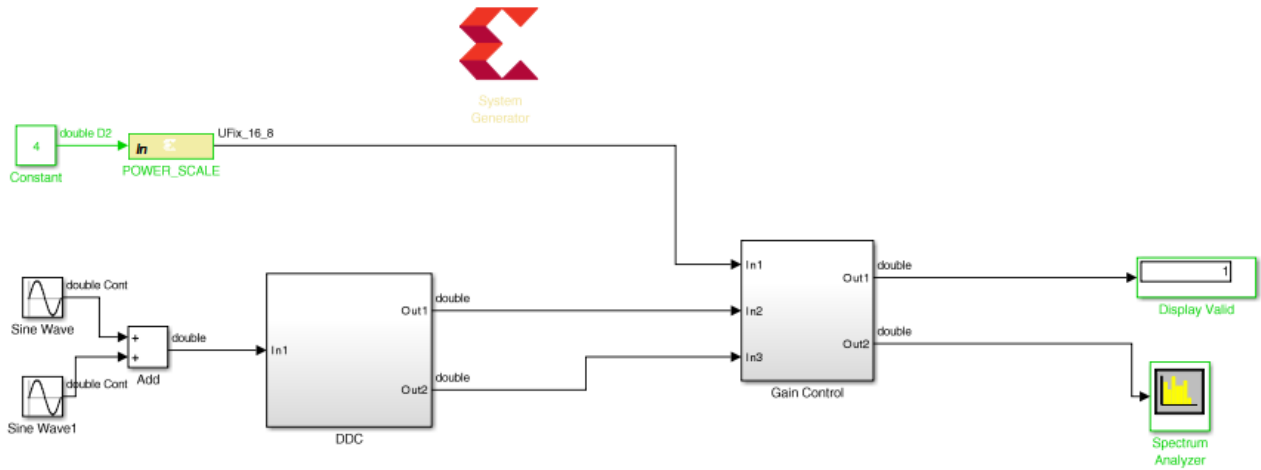 System
Generator
4
double D2
in
UFix_16_8
Constant
POWER_SCALE
In1
double
Out1
1
Display Valid
double Cont
Sine Wave
+
+
double
Add
double Cont
Sine Wave1
In1
Out1
double
In2
Out2
double
In3
DDC
Out2
double
Gain Control
Spectrum
Analyzer